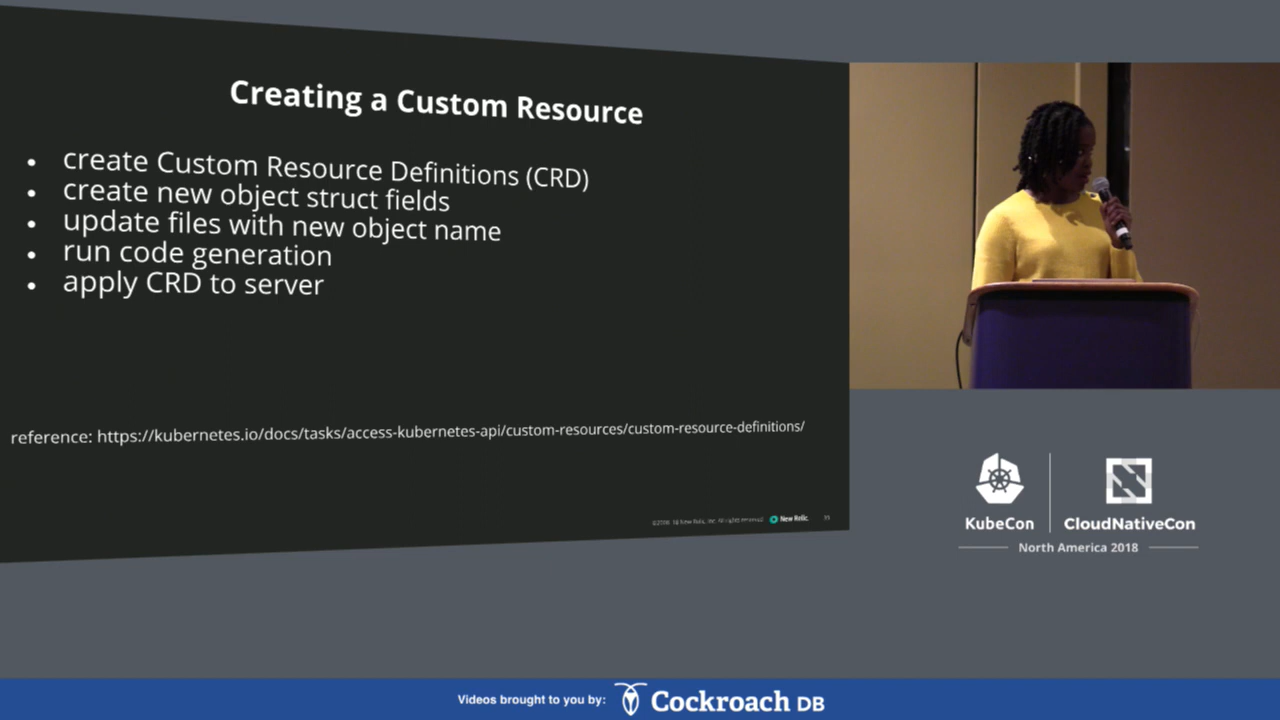 Creating a Custom Resource
• create Custom Resource Definitions (CRD)
• create new object struct fields
• update files with new object name
• run code generation
• apply CRD to server
reference: https://kubernetes.io/docs/tasks/access-kubernetes-api/custom-resources/custom-resource-definitions/
New Relic
KubeCon
CloudNativeCon
North America 2018
Videos brought to you by:
Cockroach DB